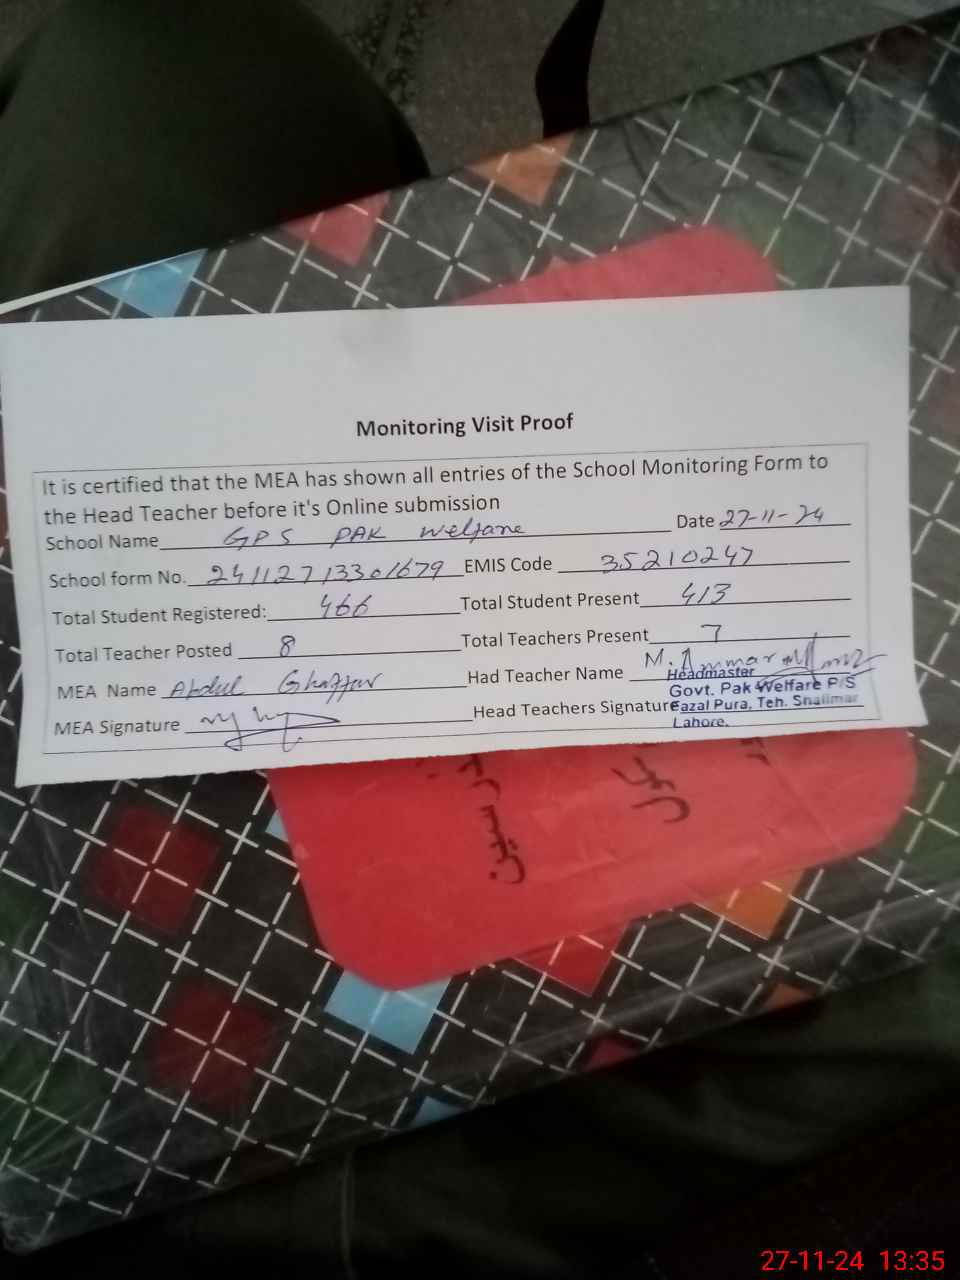 Monitoring Visit Proof
It is certified that the MEA has shown all entries of the School Monitoring Form to
the Head Teacher before it's Online submission
School Name GPS PAK Welfare Date 27-11-24
School form No. 24112713301679 EMIS Code 35210247
Total Student Registered: 466 Total Student Present 413
Total Teacher Posted 8 Total Teachers Present 7
MEA Name Abdul Ghaffar Had Teacher Name M. Ammar
MEA Signature Head Teachers Signature
Headmaster
Govt. Pak Welfare P/S
Fazal Pura, Teh. Shalimar
Lahore.
27-11-24 13:35